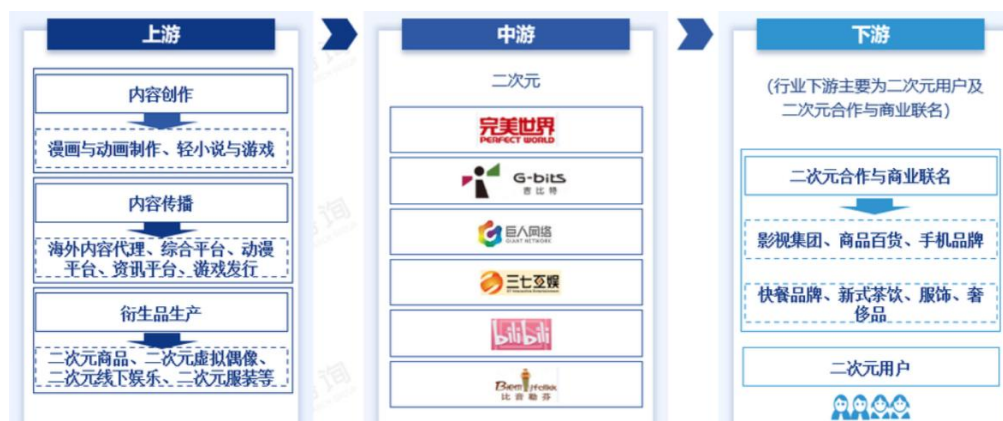 上游
内容创作
漫画与动画制作、轻小说与游戏
内容传播
海外内容代理、综合平台、动漫
平台、资讯平台、游戏发行
衍生品生产
二次元商品、二次元虚拟偶像、
二次元线下娱乐、二次元服装等
中游
二次元
完美世界
PERFECT WORLD
G-bits
吉比特
巨人网络
GIANT NETWORK
三七互娱
bilibili
比音勒芬
下游
(行业下游主要为二次元用户及
二次元合作与商业联名)
二次元合作与商业联名
影视集团、商品百货、手机品牌
快餐品牌、新式茶饮、服饰、奢
侈品
二次元用户